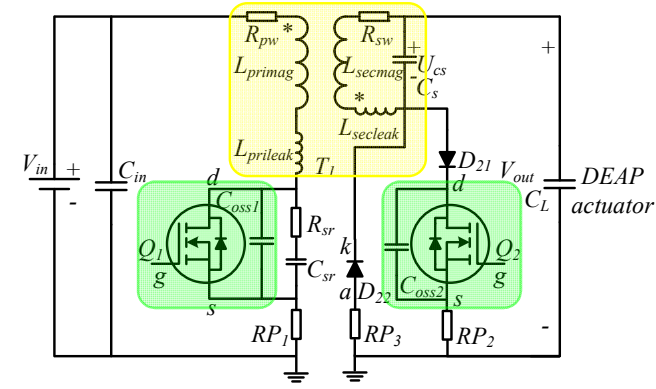 R_pw * R_sw
+ +
L_primag L_secmag U_cs
- C_s
*
L_secleak
L_prileak T_1
V_in + C_in D_21 V_out
- C_L DEAP
actuator
d d
C_oss1
R_sr
Q_1 k Q_2
g C_sr g
a D_22 C_oss2
s s
RP_1 RP_3 RP_2 -